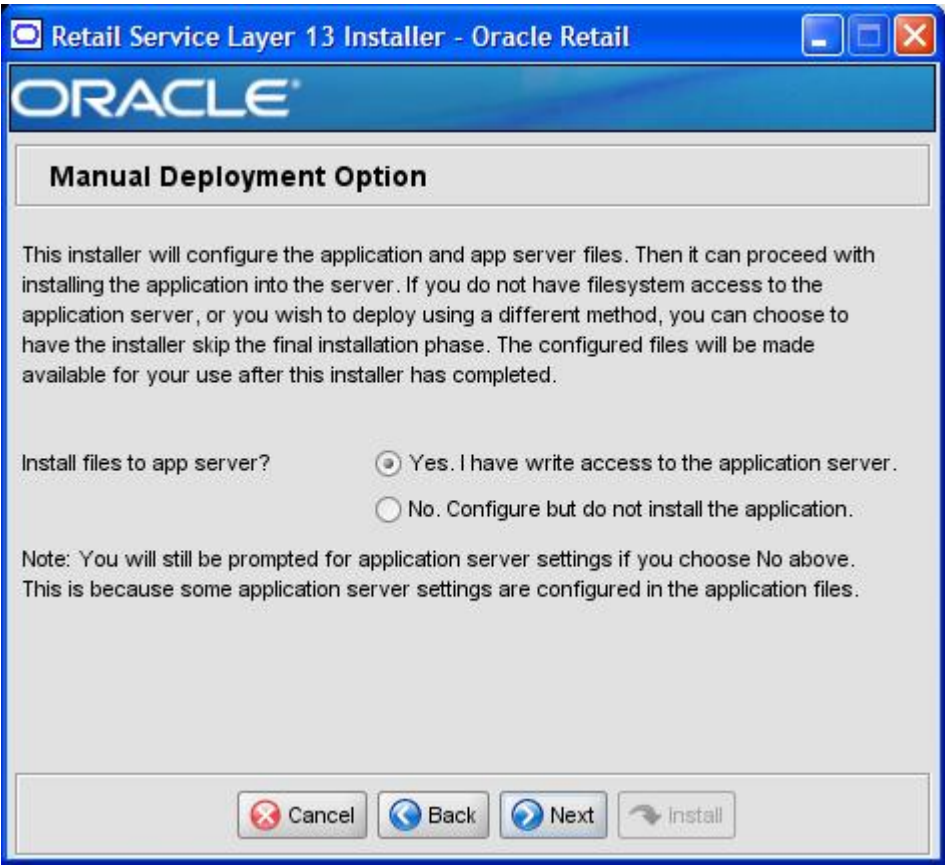 Retail Service Layer 13 Installer - Oracle Retail
ORACLE
Manual Deployment Option
This installer will configure the application and app server files. Then it can proceed with
installing the application into the server. If you do not have filesystem access to the
application server, or you wish to deploy using a different method, you can choose to
have the installer skip the final installation phase. The configured files will be made
available for your use after this installer has completed.
Install files to app server? Yes. I have write access to the application server.
No. Configure but do not install the application.
Note: You will still be prompted for application server settings if you choose No above.
This is because some application server settings are configured in the application files.
Cancel Back Next Install